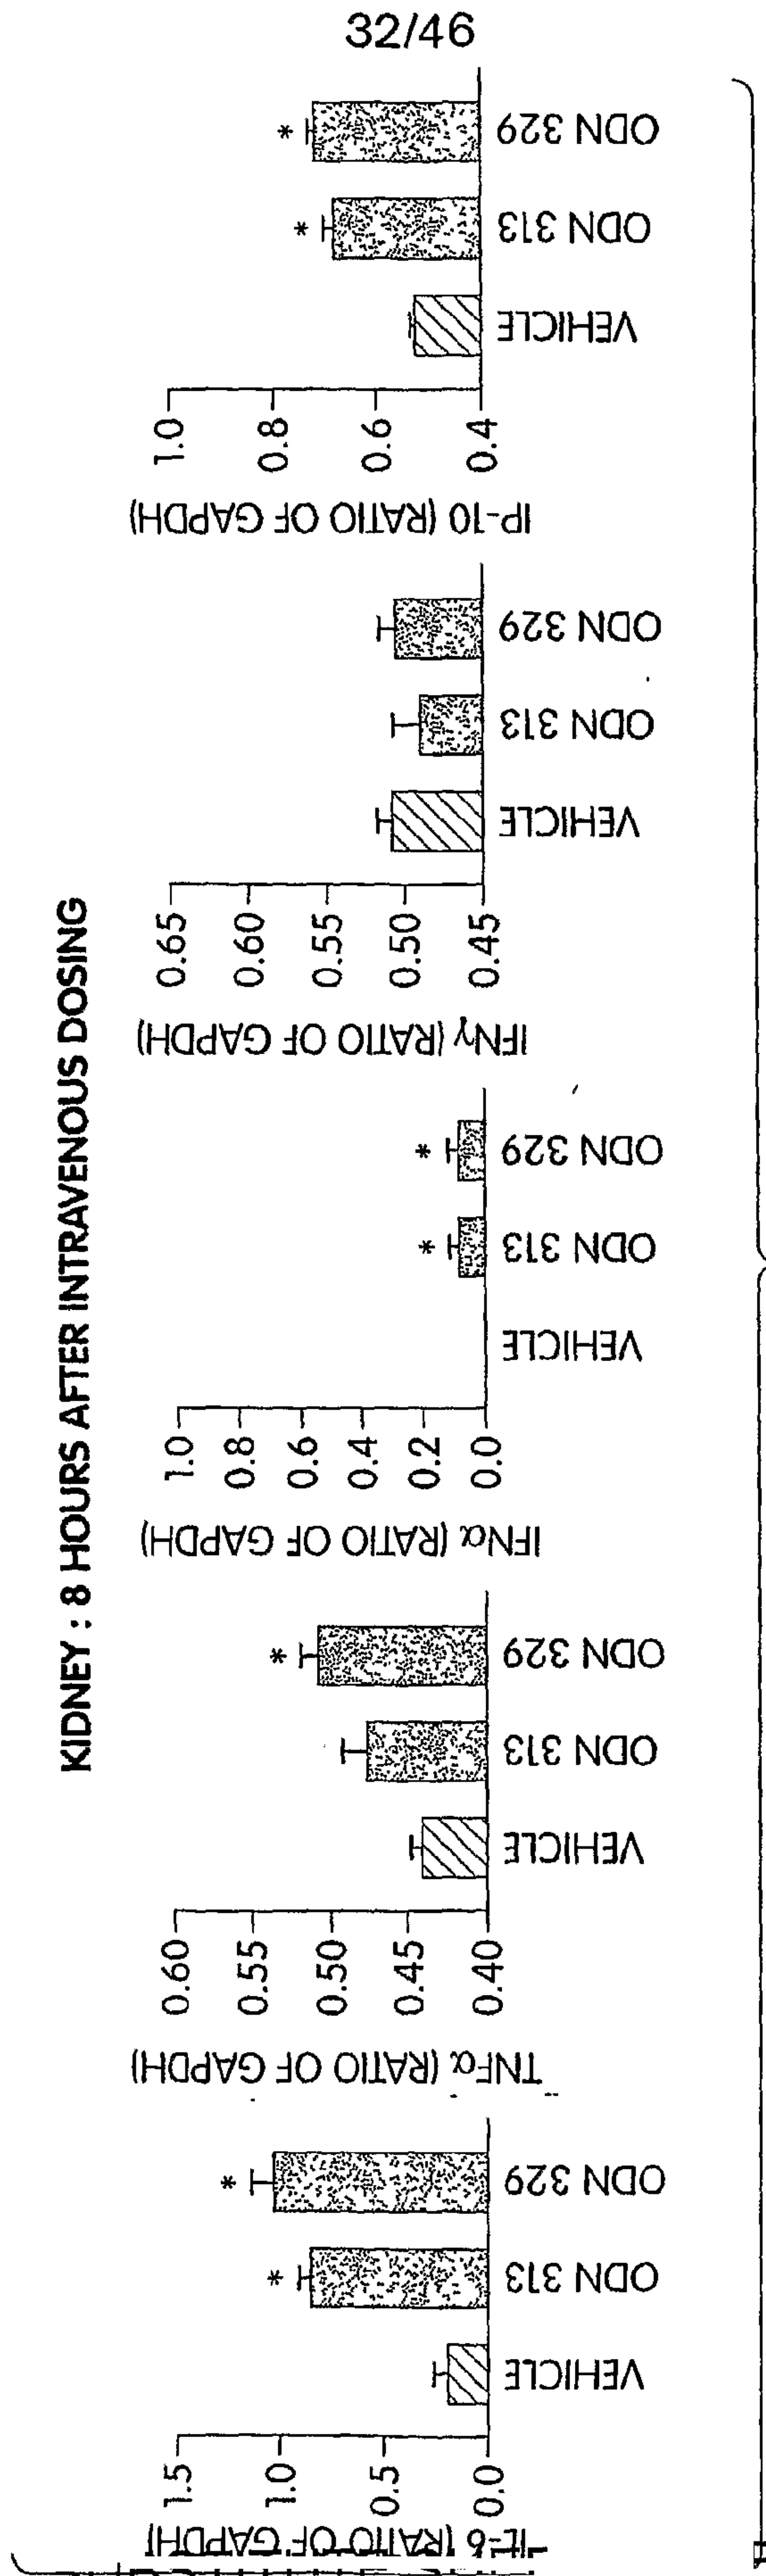 32/46
KIDNEY : 8 HOURS AFTER INTRAVENOUS DOSING
IL-6 (RATIO OF GAPDH)
1.5
1.0
0.5
0.0
VEHICLE
ODN 313
*
ODN 329
*
TNFα (RATIO OF GAPDH)
0.60
0.55
0.50
0.45
0.40
VEHICLE
ODN 313
ODN 329
*
IFNα (RATIO OF GAPDH)
1.0
0.8
0.6
0.4
0.2
0.0
VEHICLE
ODN 313
*
ODN 329
*
IFNγ (RATIO OF GAPDH)
0.65
0.60
0.55
0.50
0.45
VEHICLE
ODN 313
ODN 329
IP-10 (RATIO OF GAPDH)
1.0
0.8
0.6
0.4
VEHICLE
ODN 313
*
ODN 329
*